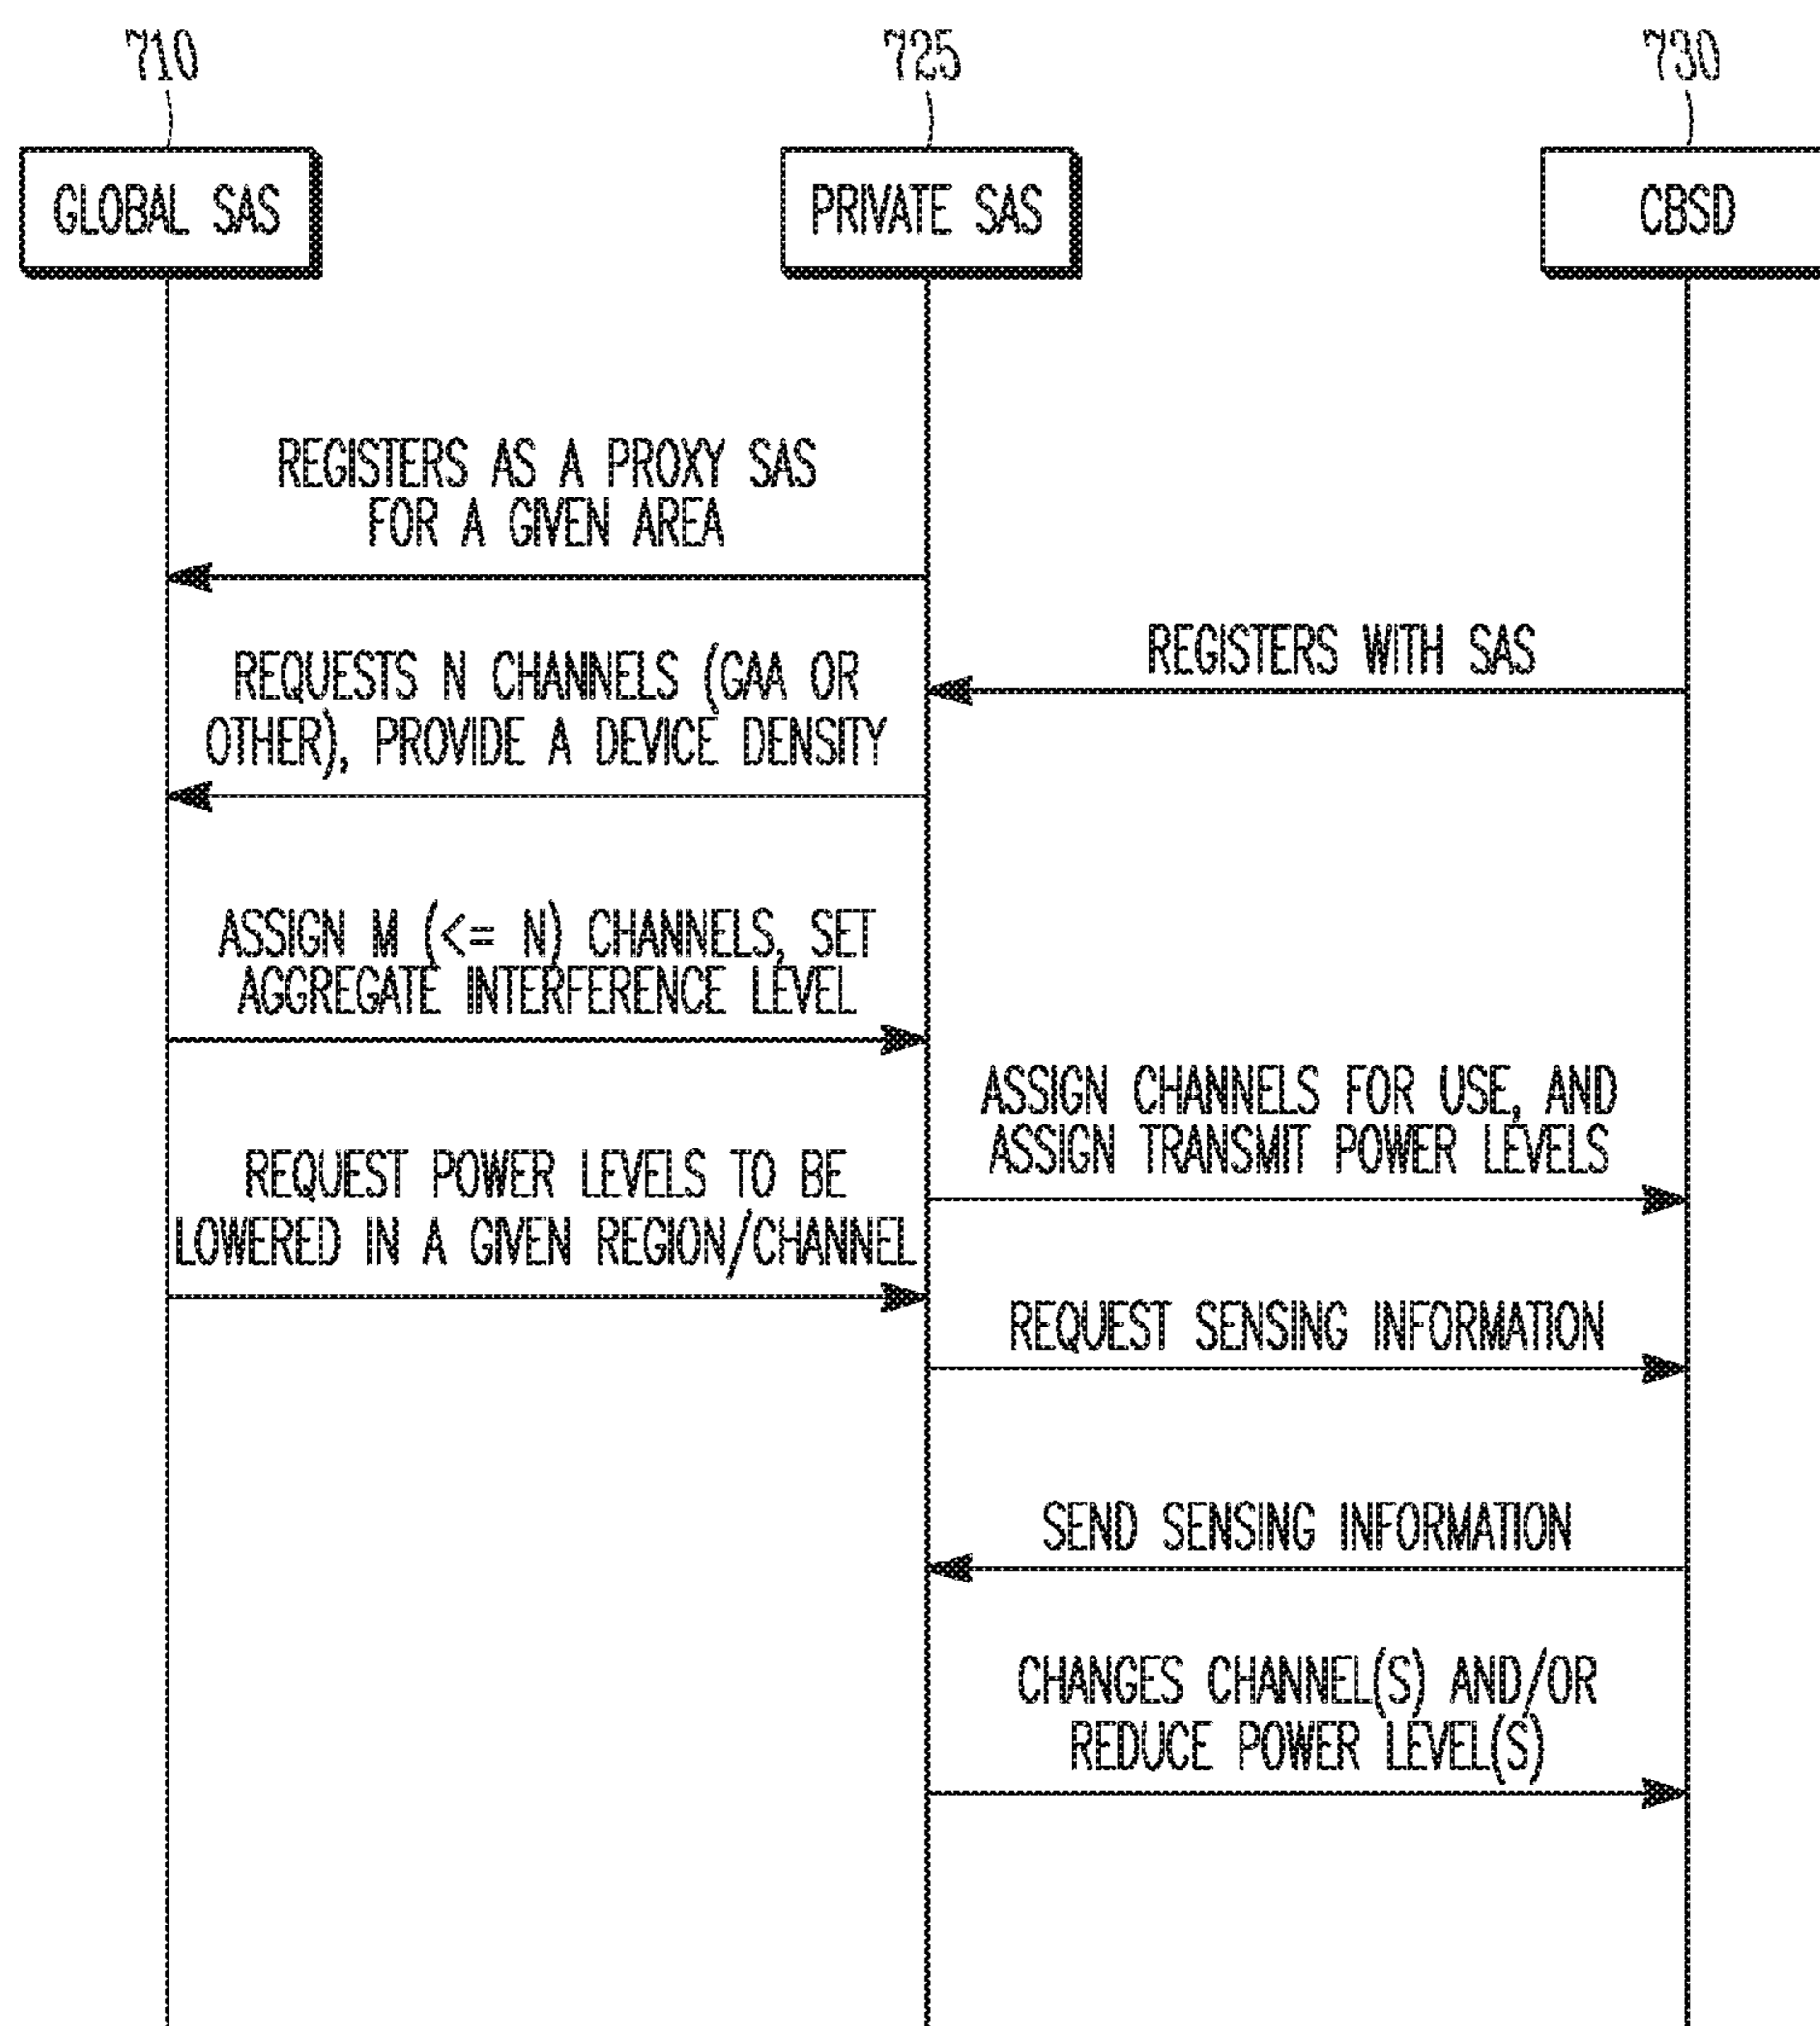 710
725
730
GLOBAL SAS
PRIVATE SAS
CBSD
REGISTERS AS A PROXY SAS
FOR A GIVEN AREA
REGISTERS WITH SAS
REQUESTS N CHANNELS (GAA OR
OTHER), PROVIDE A DEVICE DENSITY
ASSIGN M (<= N) CHANNELS, SET
AGGREGATE INTERFERENCE LEVEL
ASSIGN CHANNELS FOR USE, AND
ASSIGN TRANSMIT POWER LEVELS
REQUEST POWER LEVELS TO BE
LOWERED IN A GIVEN REGION/CHANNEL
REQUEST SENSING INFORMATION
SEND SENSING INFORMATION
CHANGES CHANNEL(S) AND/OR
REDUCE POWER LEVEL(S)